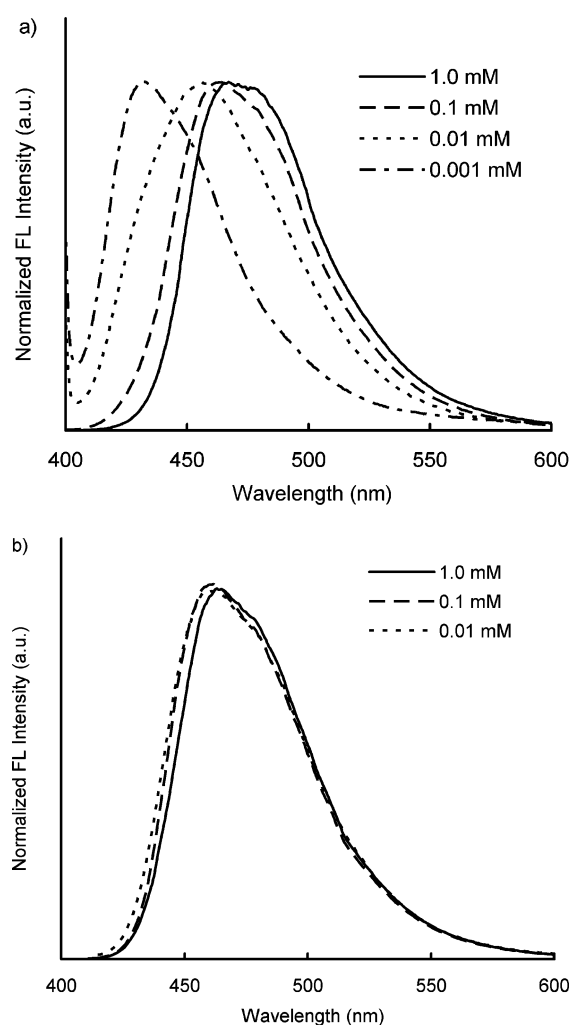 a)
1.0 mM
0.1 mM
0.01 mM
0.001 mM
Normalized FL Intensity (a.u.)
400 450 500 550 600
Wavelength (nm)
b)
1.0 mM
0.1 mM
0.01 mM
Normalized FL Intensity (a.u.)
400 450 500 550 600
Wavelength (nm)